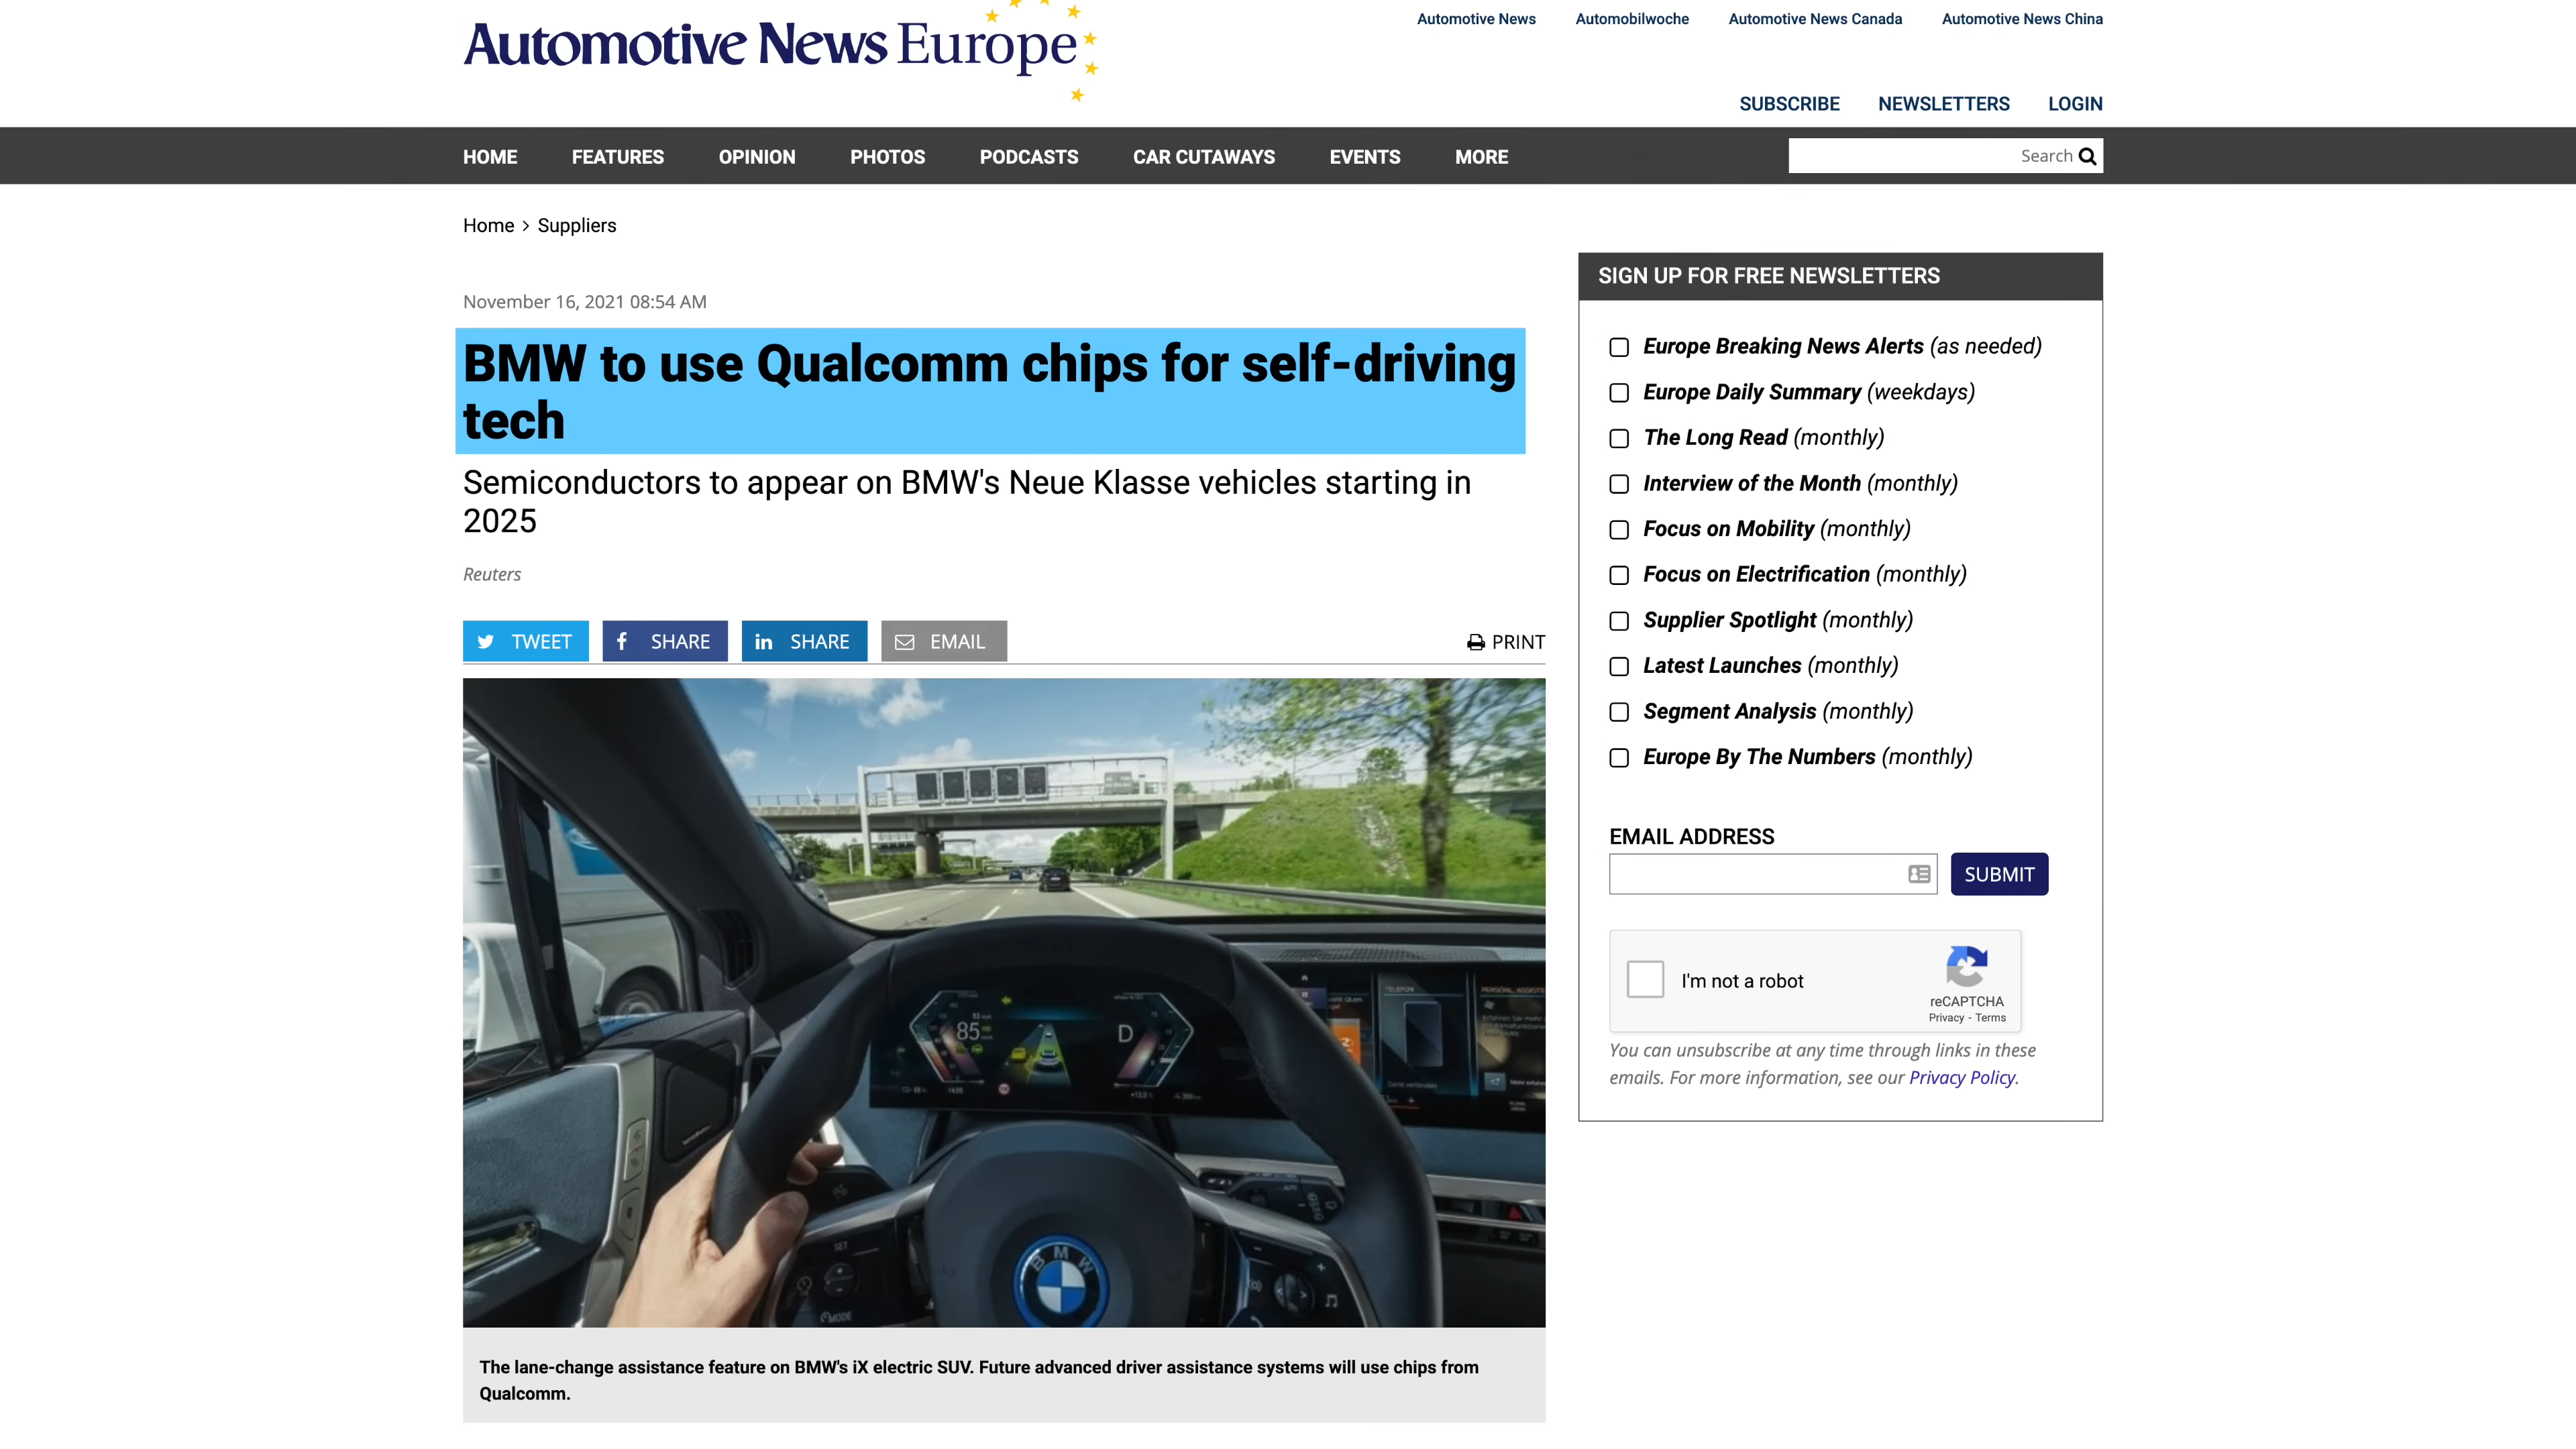 Automotive News Europe
Automotive News Automobilwoche Automotive News Canada Automotive News China
SUBSCRIBE NEWSLETTERS LOGIN
HOME FEATURES OPINION PHOTOS PODCASTS CAR CUTAWAYS EVENTS MORE
Search
Home > Suppliers
November 16, 2021 08:54 AM
BMW to use Qualcomm chips for self-driving
tech
Semiconductors to appear on BMW's Neue Klasse vehicles starting in
2025
Reuters
TWEET SHARE SHARE EMAIL
PRINT
85
D
TELEFON
SET
MODE
BMW
The lane-change assistance feature on BMW's iX electric SUV. Future advanced driver assistance systems will use chips from
Qualcomm.
SIGN UP FOR FREE NEWSLETTERS
Europe Breaking News Alerts (as needed)
Europe Daily Summary (weekdays)
The Long Read (monthly)
Interview of the Month (monthly)
Focus on Mobility (monthly)
Focus on Electrification (monthly)
Supplier Spotlight (monthly)
Latest Launches (monthly)
Segment Analysis (monthly)
Europe By The Numbers (monthly)
EMAIL ADDRESS
SUBMIT
I'm not a robot
reCAPTCHA
Privacy - Terms
You can unsubscribe at any time through links in these
emails. For more information, see our Privacy Policy.